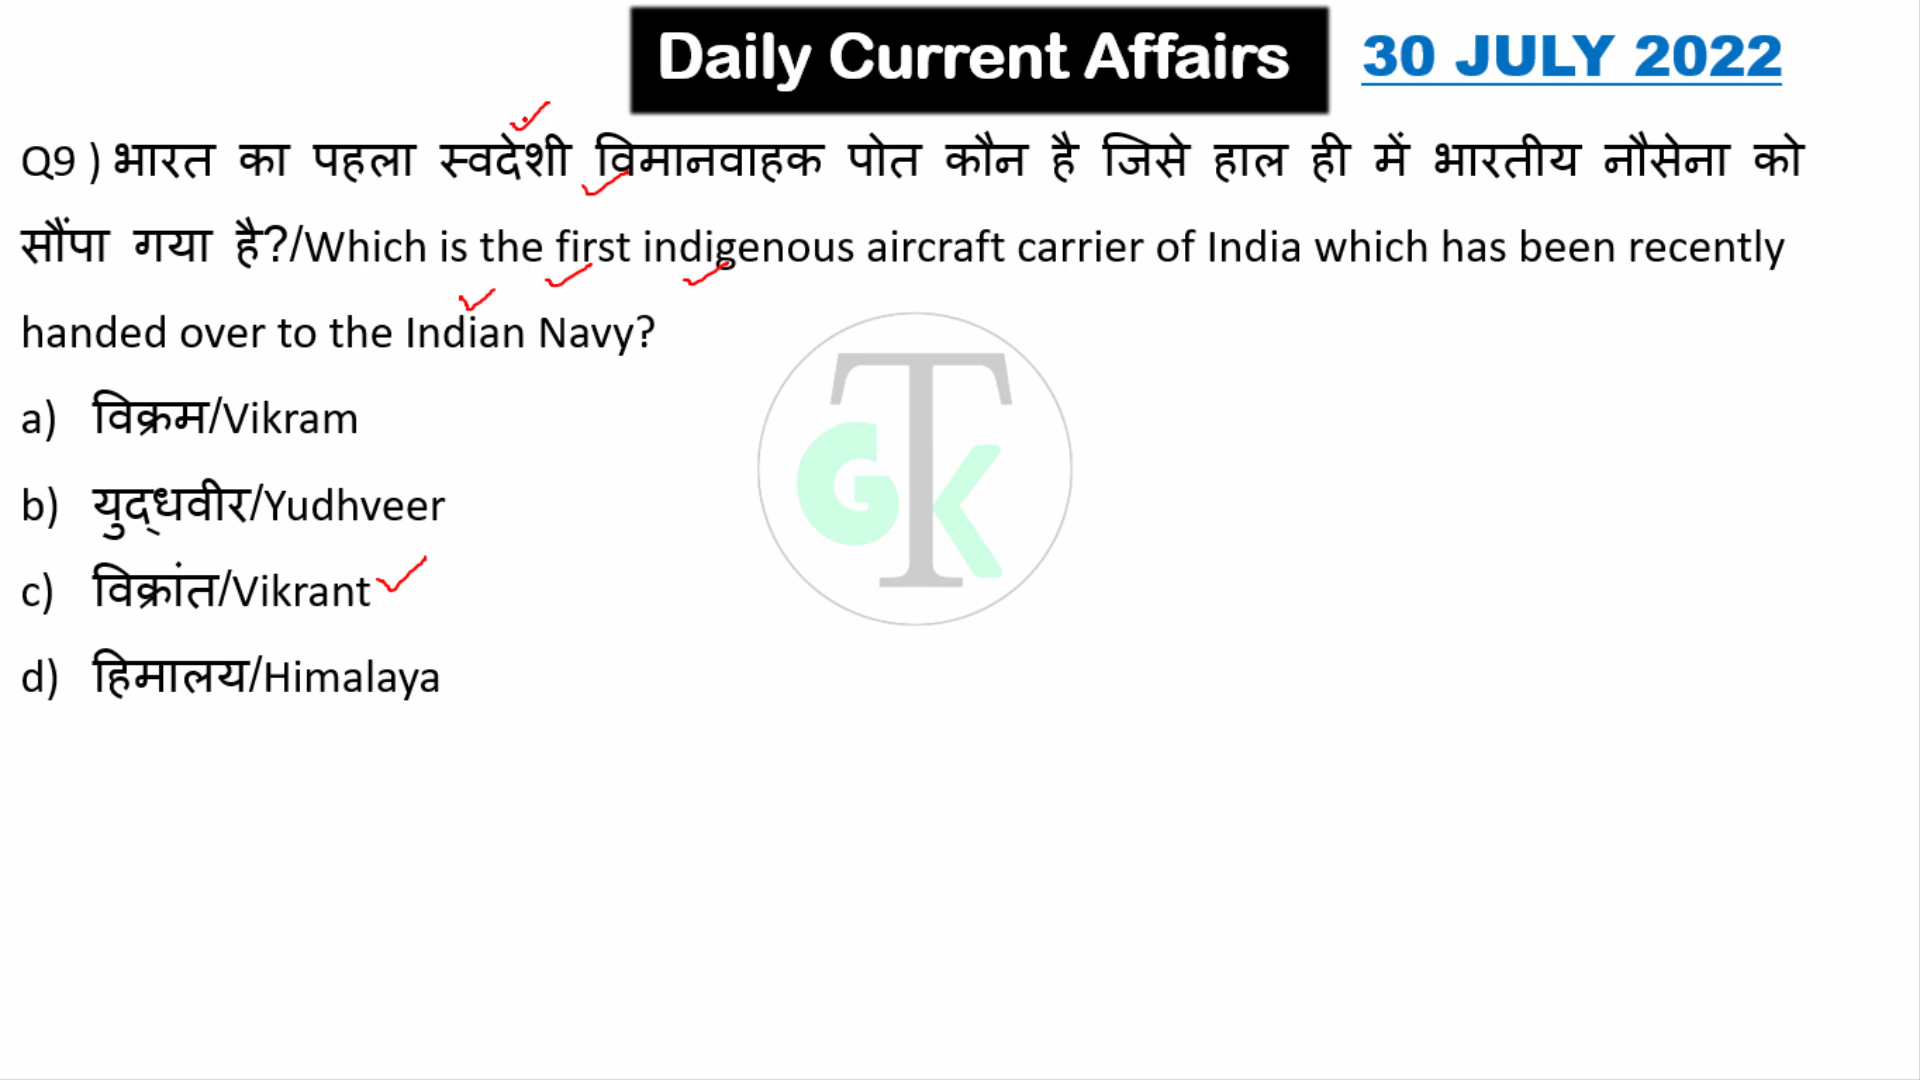 Daily Current Affairs 30 JULY 2022
Q9 ) भारत का पहला स्वदेशी विमानवाहक पोत कौन है जिसे हाल ही में भारतीय नौसेना को
सौंपा गया है?/Which is the first indigenous aircraft carrier of India which has been recently
handed over to the Indian Navy?
a) विक्रम/Vikram
b) युद्धवीर/Yudhveer
c) विक्रांत/Vikrant
d) हिमालय/Himalaya
GTK